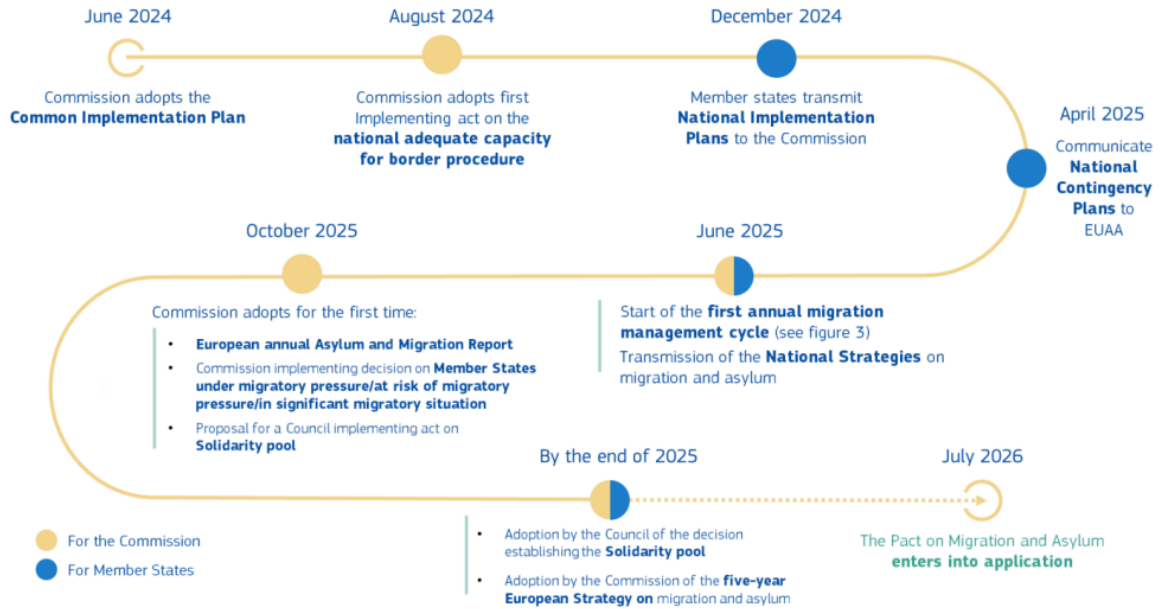 June 2024
Commission adopts the
Common Implementation Plan
August 2024
Commission adopts first
Implementing act on the
national adequate capacity
for border procedure
December 2024
Member states transmit
National Implementation
Plans to the Commission
April 2025
Communicate
National
Contingency
Plans to
EUAA
June 2025
Start of the first annual migration
management cycle (see figure 3)
Transmission of the National Strategies on
migration and asylum
October 2025
Commission adopts for the first time:
• European annual Asylum and Migration Report
• Commission implementing decision on Member States
under migratory pressure/at risk of migratory
pressure/in significant migratory situation
• Proposal for a Council implementing act on
Solidarity pool
By the end of 2025
• Adoption by the Council of the decision
establishing the Solidarity pool
• Adoption by the Commission of the five-year
European Strategy on migration and asylum
July 2026
The Pact on Migration and Asylum
enters into application
For the Commission
For Member States